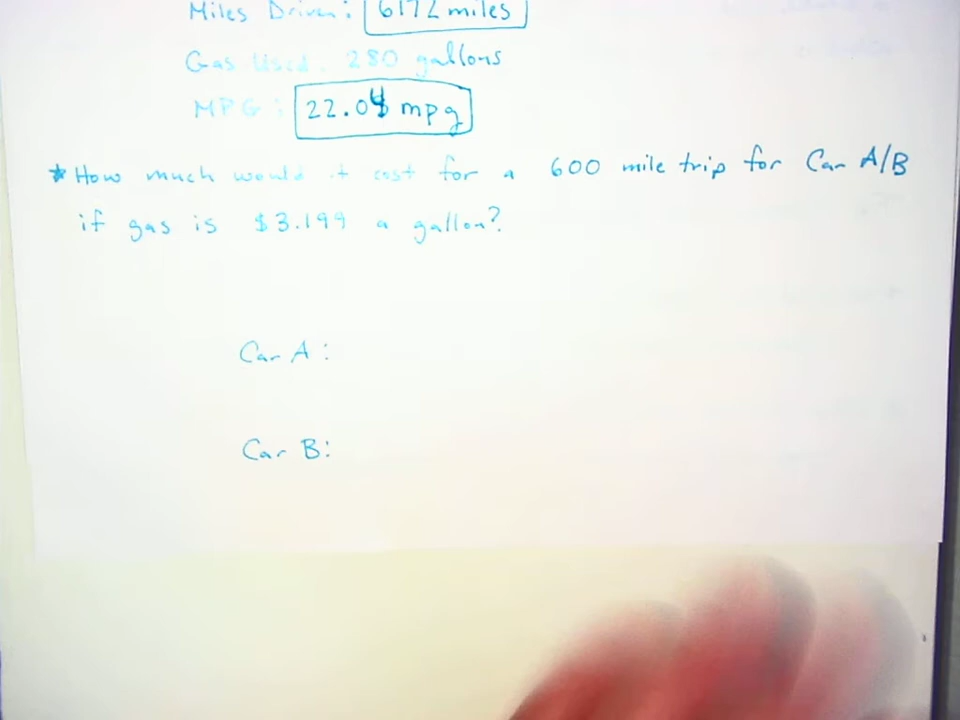 Miles Driven: 6172 miles
Gas Used: 280 gallons
MPG: 22.04 mpg
* How much would it cost for a 600 mile trip for Car A/B
if gas is $3.199 a gallon?
Car A:
Car B: